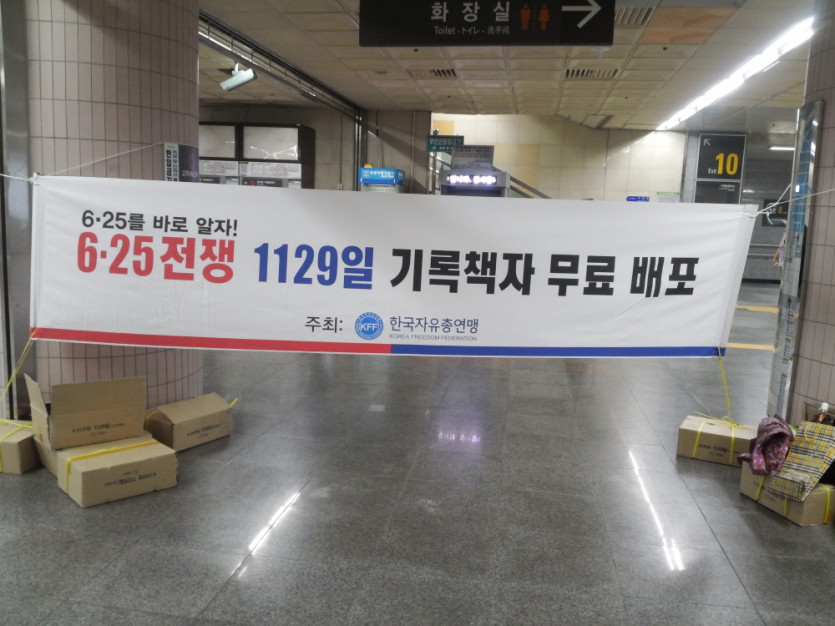 화장실
Toilet - トイレ - 洗手间
Exit 10
6·25를 바로 알자!
6·25전쟁 1129일 기록책자 무료 배포
주최: KFF 한국자유총연맹
KOREA FREEDOM FEDERATION